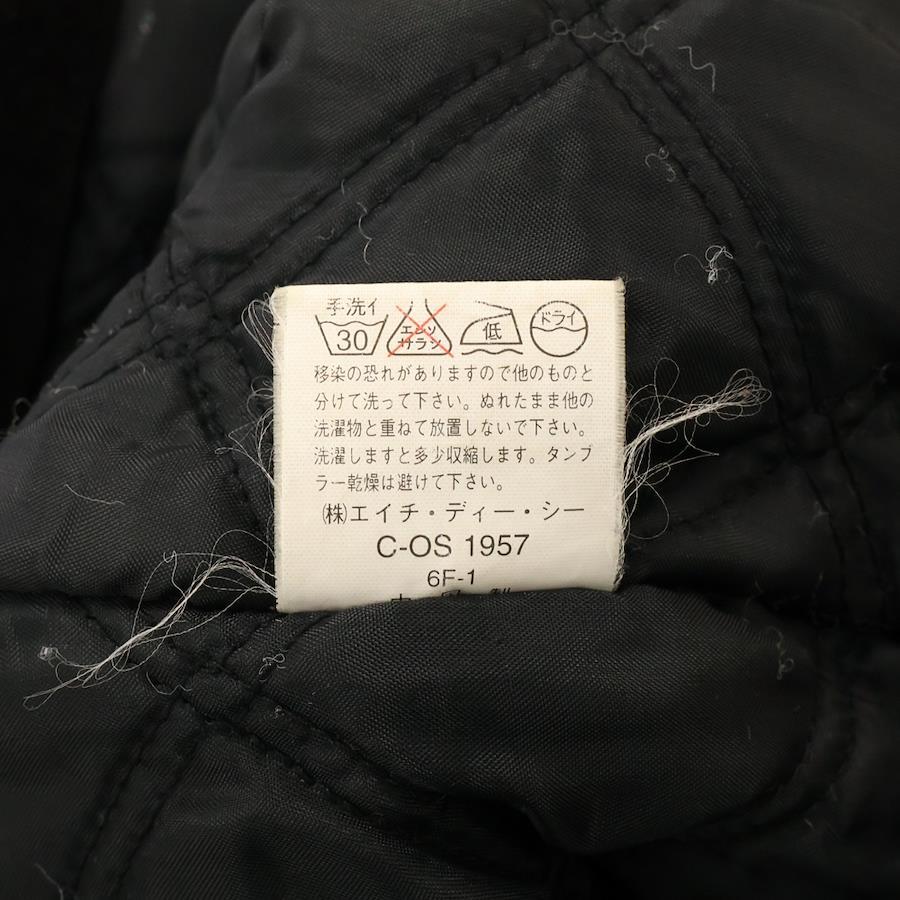 手洗イ
30 エンソ サラシ 低 ドライ
移染の恐れがありますので他のものと
分けて洗って下さい。ぬれたまま他の
洗濯物と重ねて放置しないで下さい。
洗濯しますと多少収縮します。タンブ
ラー乾燥は避けて下さい。
㈱エイチ・ディー・シー
C-OS 1957
6F-1